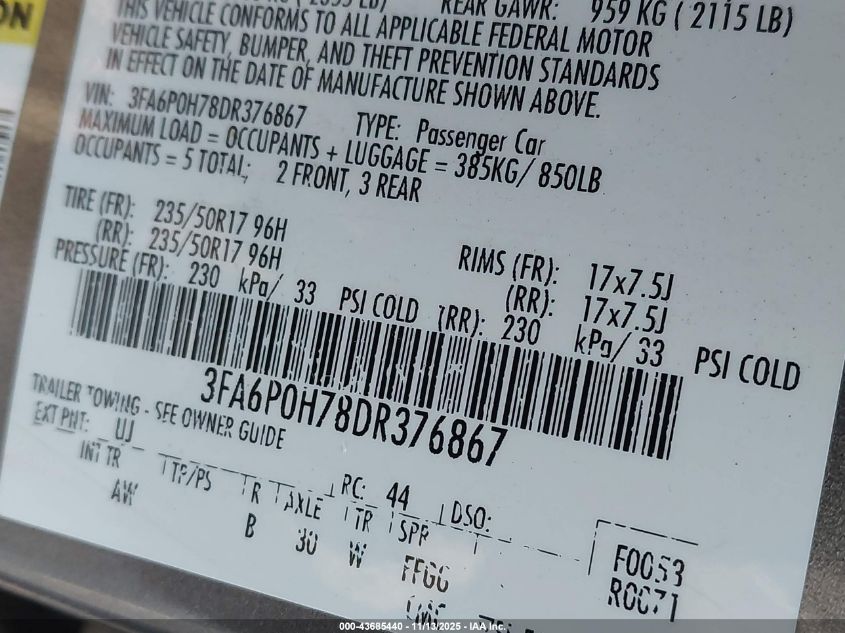 ON
REAR GAWR: 959 KG ( 2115 LB)
THIS VEHICLE CONFORMS TO ALL APPLICABLE FEDERAL MOTOR
VEHICLE SAFETY, BUMPER, AND THEFT PREVENTION STANDARDS
IN EFFECT ON THE DATE OF MANUFACTURE SHOWN ABOVE.
VIN: 3FA6P0H78DR376867 TYPE: Passenger Car
MAXIMUM LOAD = OCCUPANTS + LUGGAGE = 385KG/ 850LB
OCCUPANTS = 5 TOTAL; 2 FRONT, 3 REAR
TIRE (FR): 235/50R17 96H RIMS (FR): 17x7.5J
(RR): 235/50R17 96H (RR): 17x7.5J
PRESSURE (FR): 230 kPa/ 33 PSI COLD (RR): 230 kPa/ 33 PSI COLD
3FA6P0H78DR376867
TRAILER TOWING - SEE OWNER GUIDE
EXT PNT: UJ RC: 44 DSO:
INT TR TP/PS R AXLE TR SPR
AW B 30 W FFGG
F0053
R0071
000-43685440 - 11/13/2025 - IAA Inc.